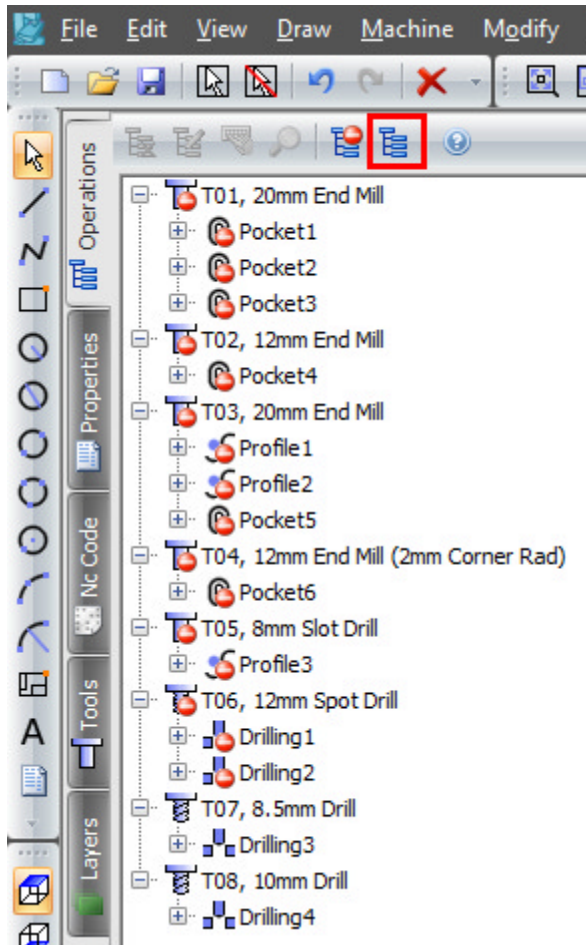 File Edit View Draw Machine Modify
Operations
Properties
Nc Code
Tools
Layers
T01, 20mm End Mill
Pocket1
Pocket2
Pocket3
T02, 12mm End Mill
Pocket4
T03, 20mm End Mill
Profile1
Profile2
Pocket5
T04, 12mm End Mill (2mm Corner Rad)
Pocket6
T05, 8mm Slot Drill
Profile3
T06, 12mm Spot Drill
Drilling1
Drilling2
T07, 8.5mm Drill
Drilling3
T08, 10mm Drill
Drilling4
A